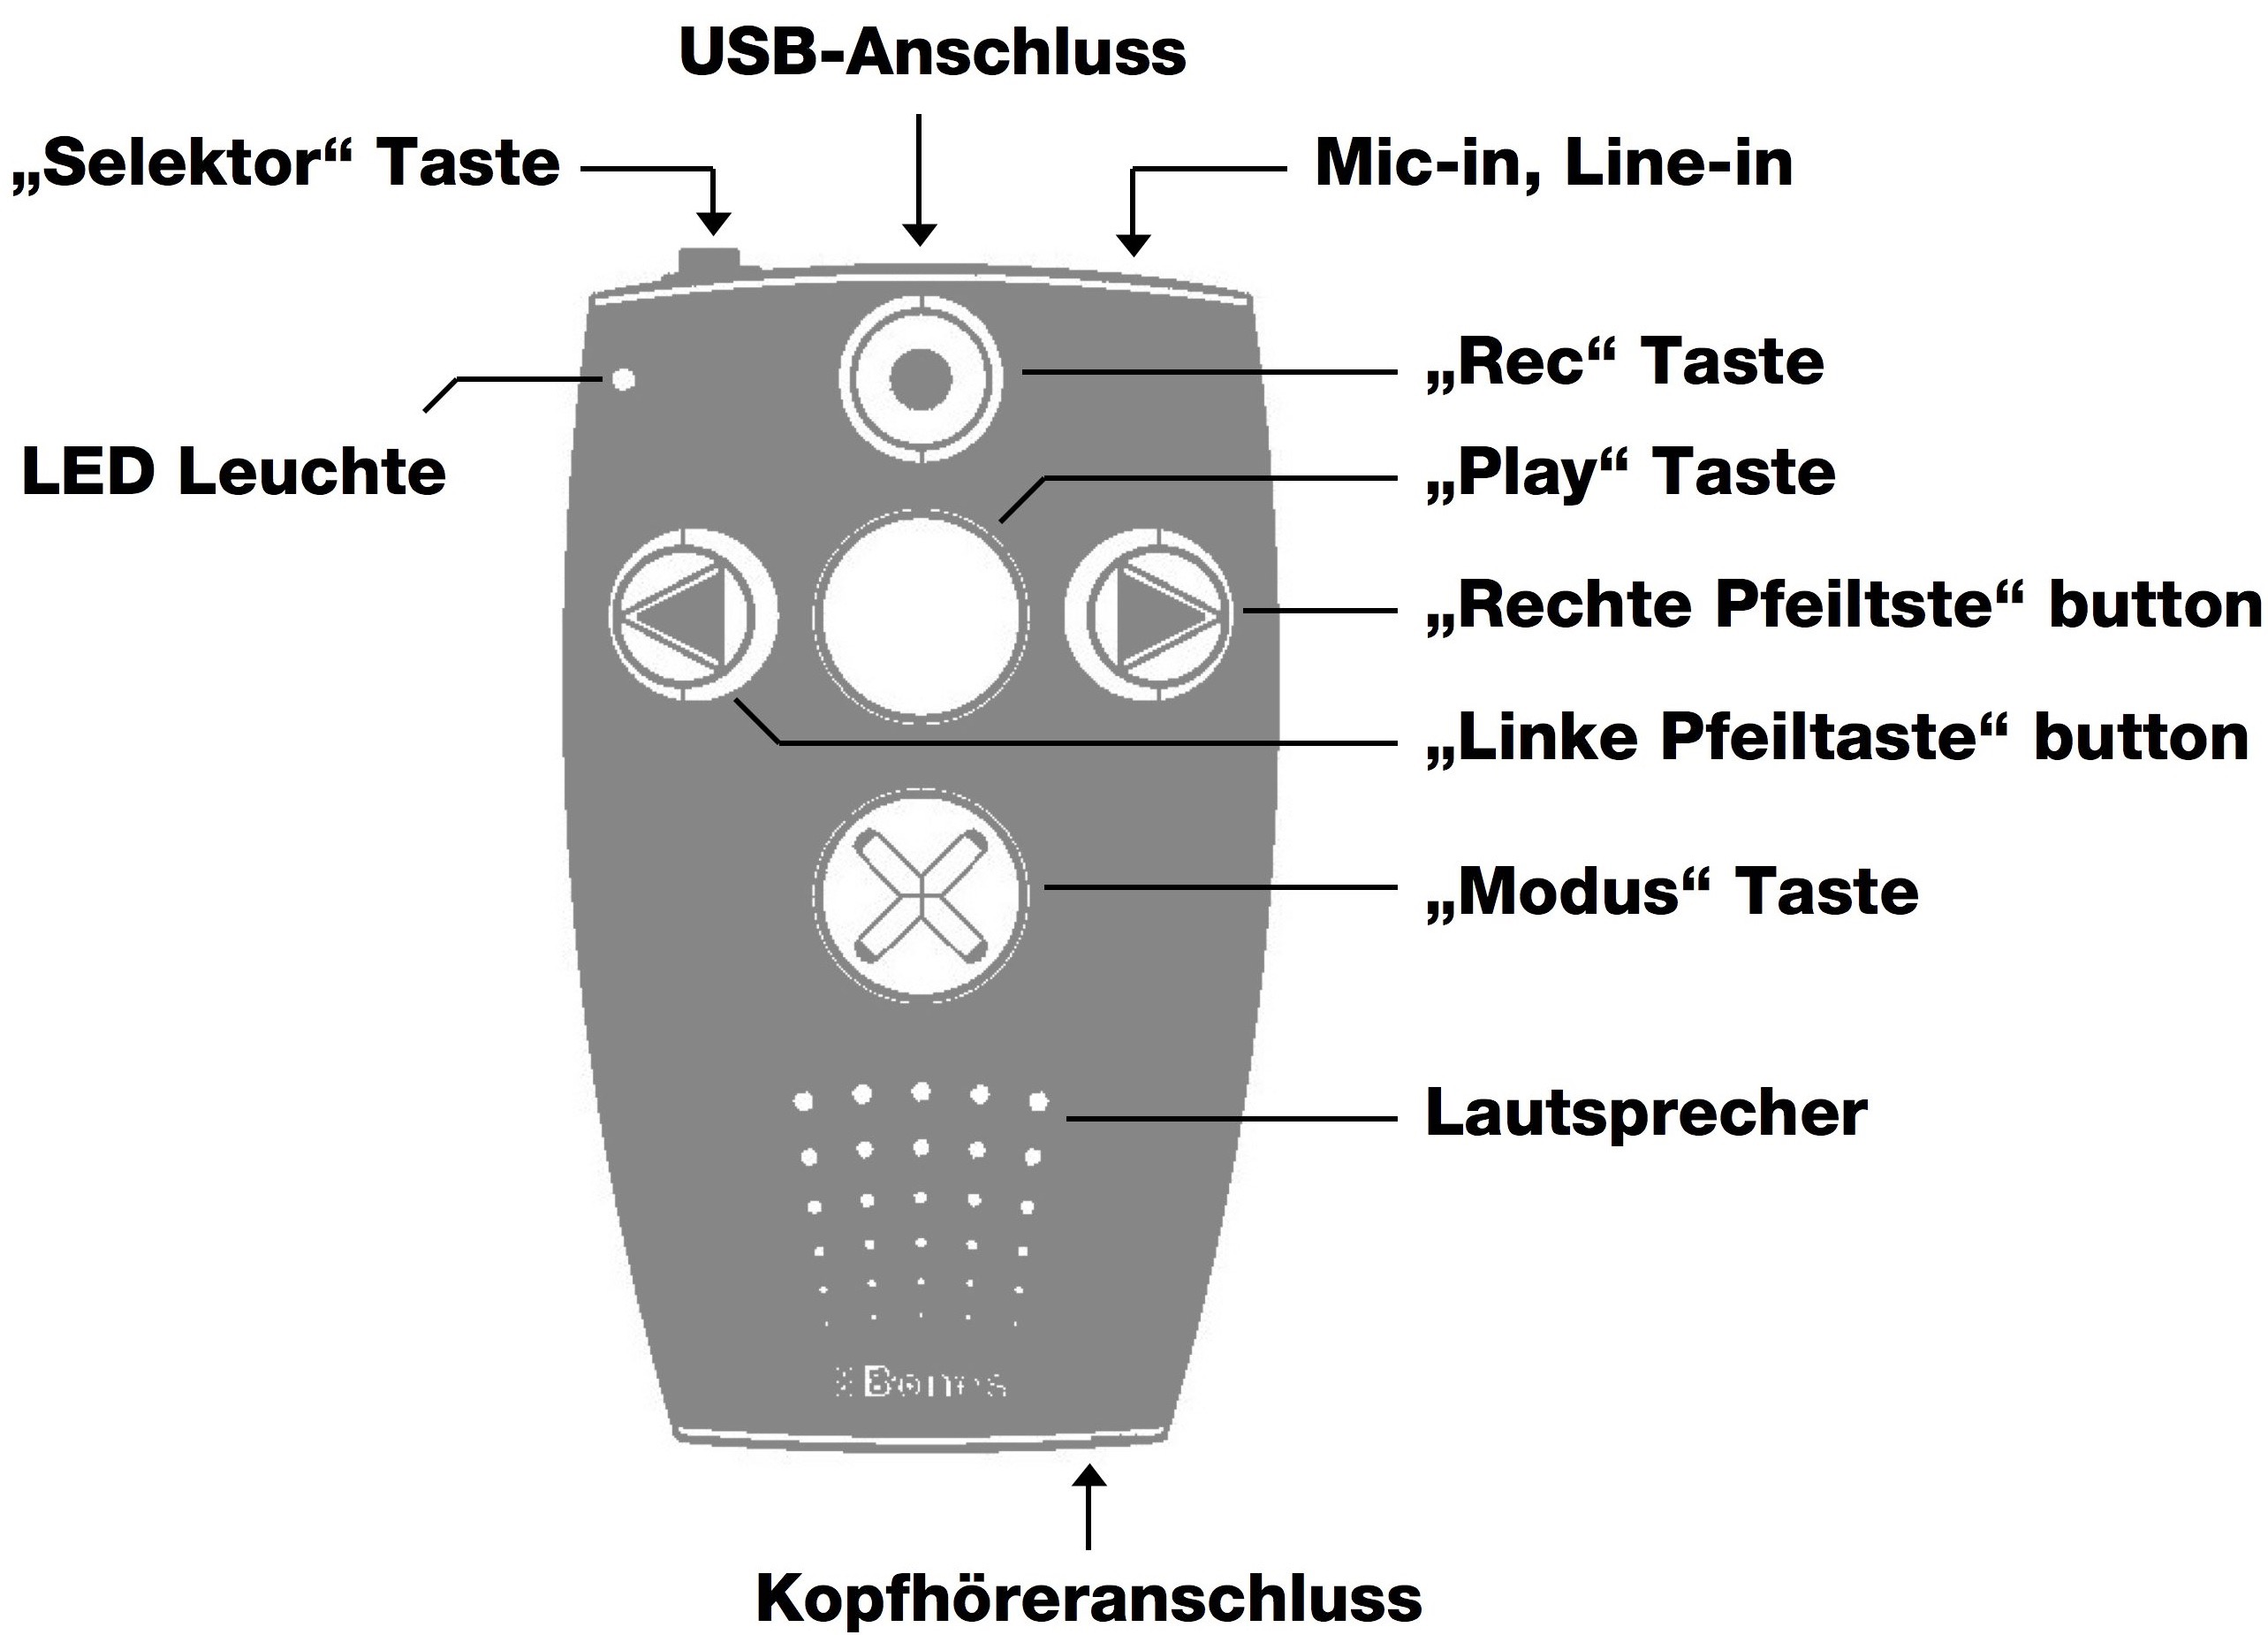 USB-Anschluss
„Selektor“ Taste
Mic-in, Line-in
„Rec“ Taste
LED Leuchte
„Play“ Taste
„Rechte Pfeiltste“ button
„Linke Pfeiltaste“ button
„Modus“ Taste
Lautsprecher
Kopfhöreranschluss